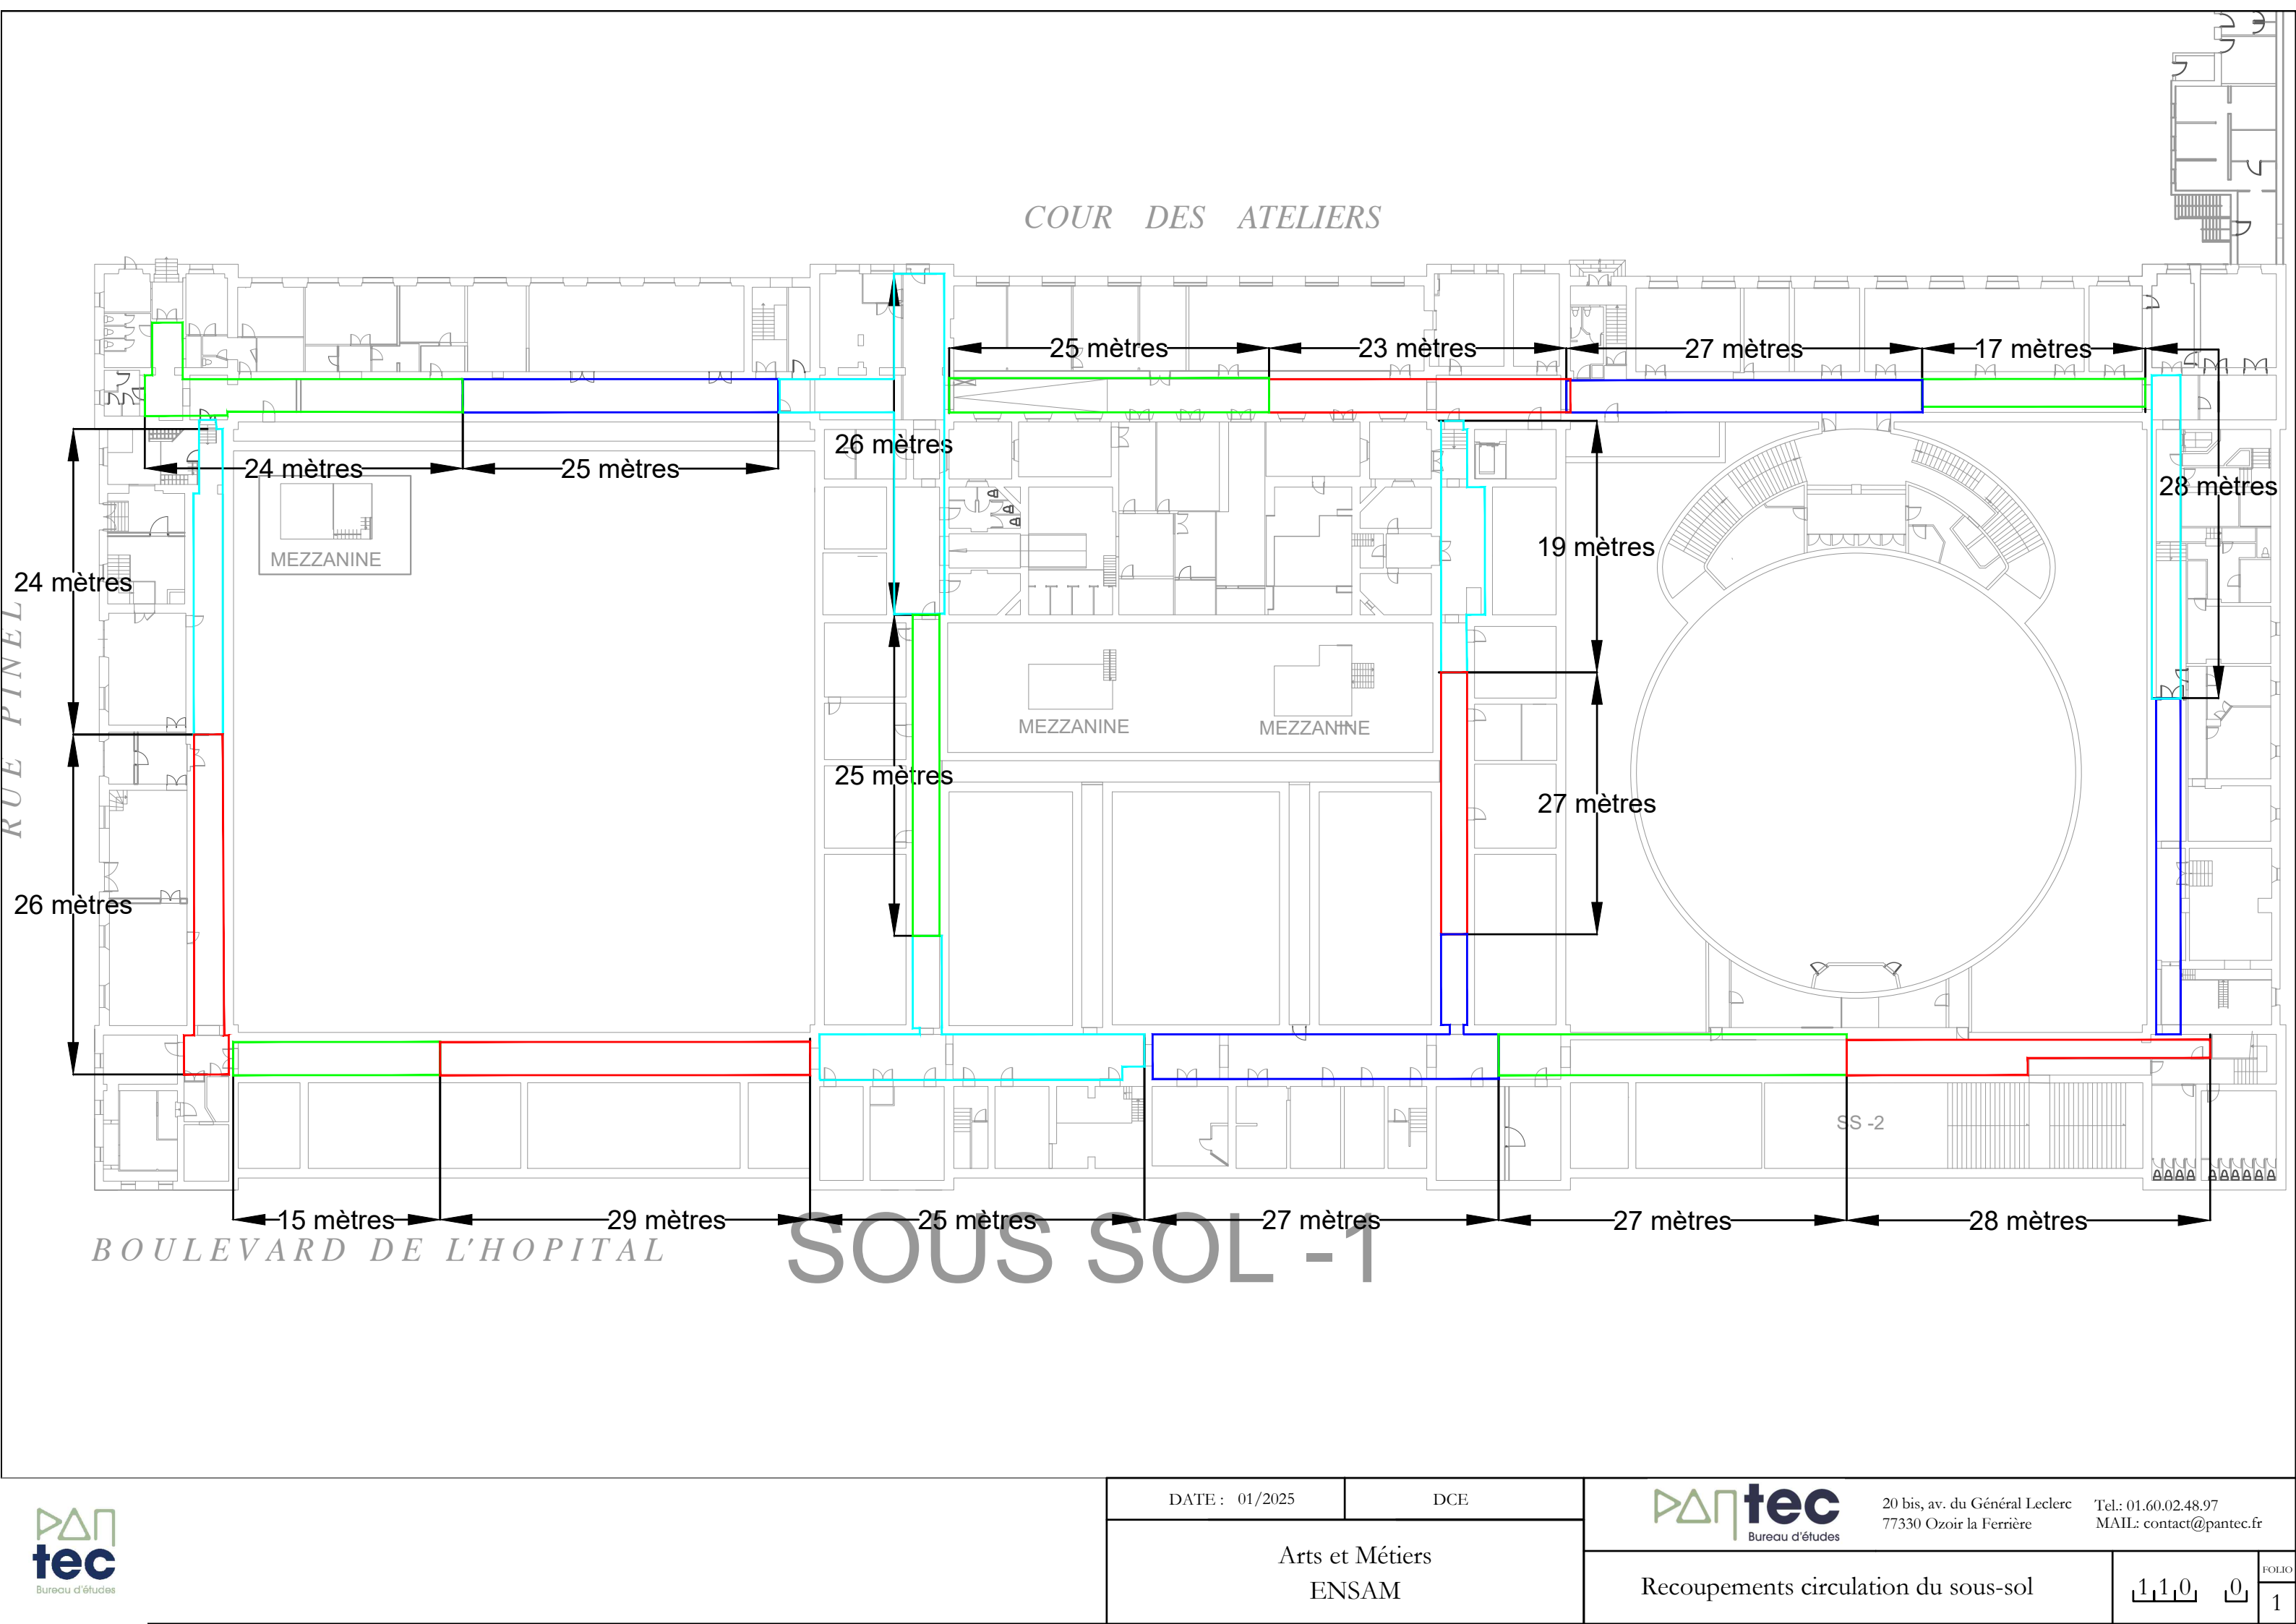 COUR DES ATELIERS
25 mètres
23 mètres
27 mètres
17 mètres
26 mètres
24 mètres
25 mètres
28 mètres
MEZZANINE
19 mètres
24 mètres
RUE PINEL
MEZZANINE
MEZZANINE
25 mètres
27 mètres
26 mètres
SS -2
15 mètres
29 mètres
25 mètres
27 mètres
27 mètres
28 mètres
BOULEVARD DE L'HOPITAL
SOUS SOL -1
PANtec
Bureau d'études
DATE : 01/2025
DCE
Arts et Métiers
ENSAM
PANtec
Bureau d'études
20 bis, av. du Général Leclerc
77330 Ozoir la Ferrière
Tel.: 01.60.02.48.97
MAIL: contact@pantec.fr
Recoupements circulation du sous-sol
110 0
FOLIO
1